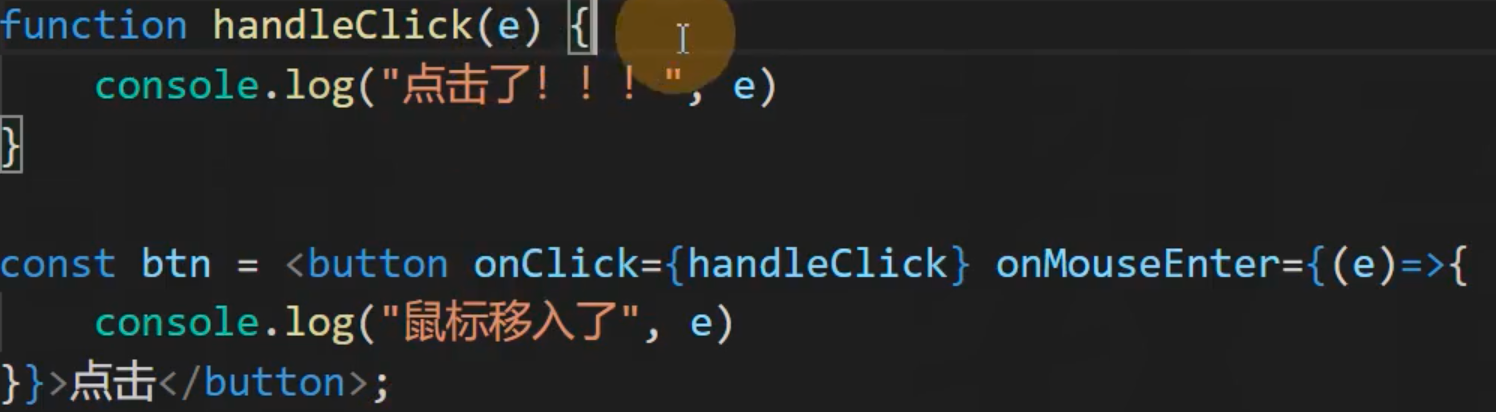 function handleClick(e) {
console.log("点击了！！！", e)
}
const btn = <button onClick={handleClick} onMouseEnter={(e)=>{
console.log("鼠标移入了", e)
}}>点击</button>;